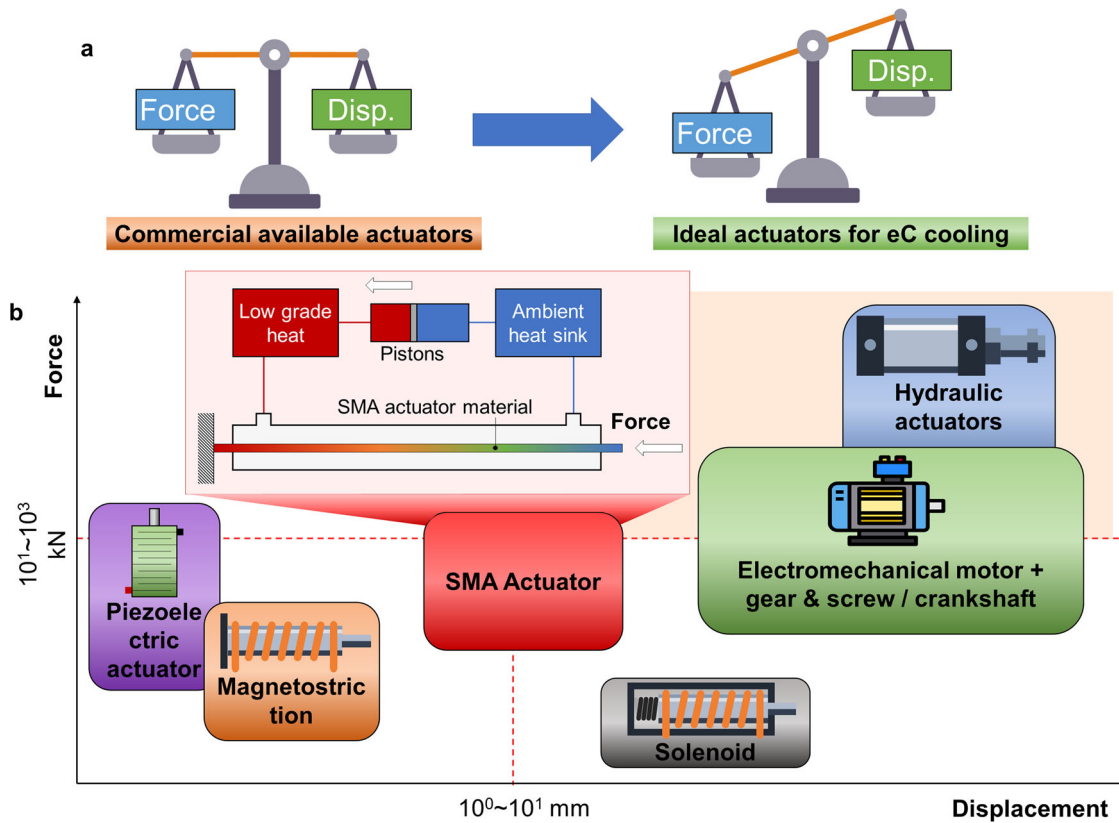 a
Force
Disp.
Force
Disp.
Commercial available actuators
Ideal actuators for eC cooling
b
Force
10¹~10³
kN
Low grade
heat
Pistons
Ambient
heat sink
SMA actuator material
Force
Hydraulic
actuators
SMA Actuator
Electromechanical motor +
gear & screw / crankshaft
Piezoele
ctric
actuator
Magnetostric
tion
Solenoid
10⁰~10¹ mm
Displacement